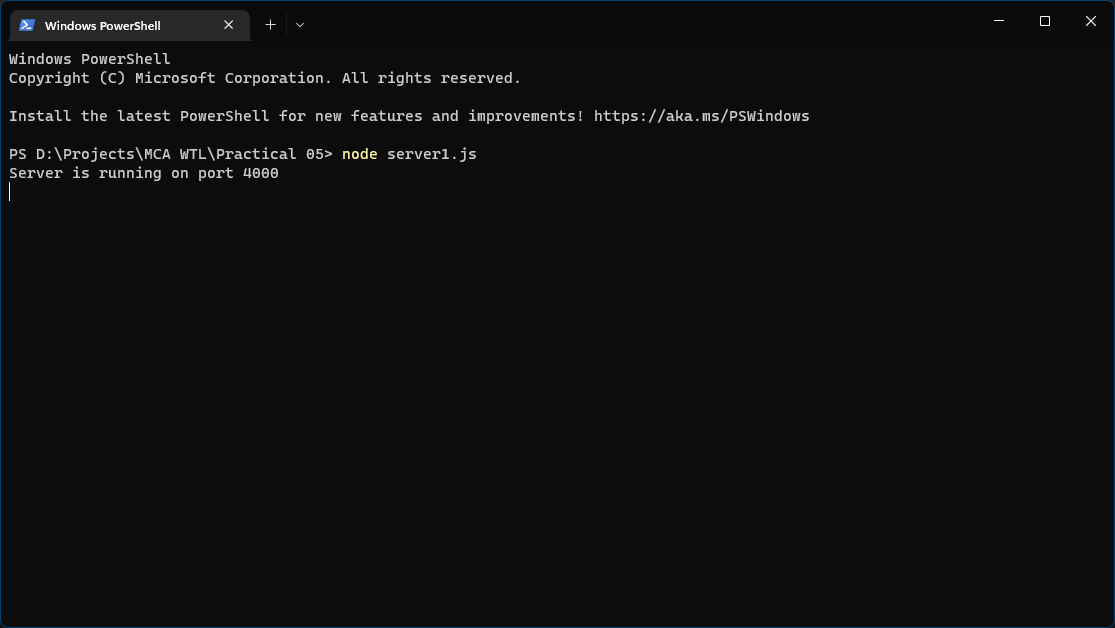 Windows PowerShell
Windows PowerShell
Copyright (C) Microsoft Corporation. All rights reserved.
Install the latest PowerShell for new features and improvements! https://aka.ms/PSWindows
PS D:\Projects\MCA WTL\Practical 05> node server1.js
Server is running on port 4000